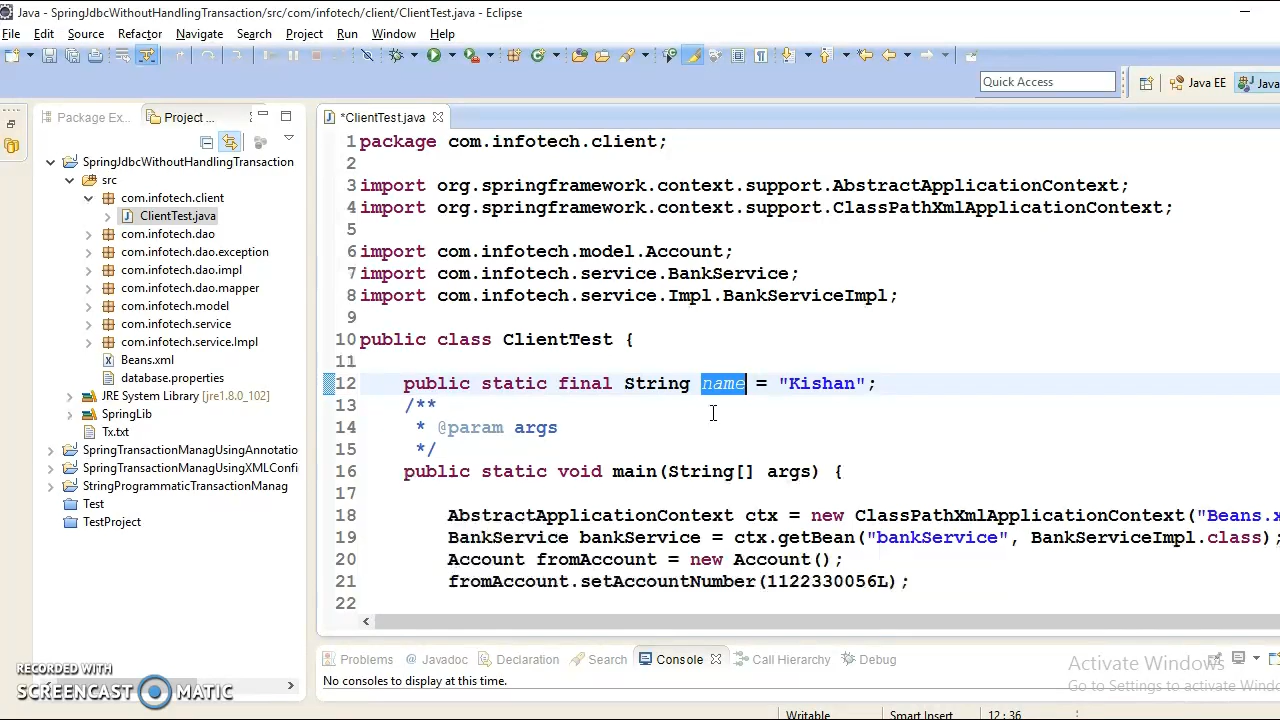 Java - SpringJdbcWithoutHandlingTransaction/src/com/infotech/client/ClientTest.java - Eclipse
File Edit Source Refactor Navigate Search Project Run Window Help
Quick Access
Java EE
Java
Package Ex...
Project ...
SpringJdbcWithoutHandlingTransaction
src
com.infotech.client
ClientTest.java
com.infotech.dao
com.infotech.dao.exception
com.infotech.dao.impl
com.infotech.dao.mapper
com.infotech.model
com.infotech.service
com.infotech.service.Impl
Beans.xml
database.properties
JRE System Library [jre1.8.0_102]
SpringLib
Tx.txt
SpringTransactionManagUsingAnnotatio
SpringTransactionManagUsingXMLConfi
StringProgrammaticTransactionManag
Test
TestProject
*ClientTest.java
1 package com.infotech.client;
2
3 import org.springframework.context.support.AbstractApplicationContext;
4 import org.springframework.context.support.ClassPathXmlApplicationContext;
5
6 import com.infotech.model.Account;
7 import com.infotech.service.BankService;
8 import com.infotech.service.Impl.BankServiceImpl;
9
10 public class ClientTest {
11
12 public static final String name = "Kishan";
13 /**
14 * @param args
15 */
16 public static void main(String[] args) {
17
18 AbstractApplicationContext ctx = new ClassPathXmlApplicationContext("Beans.x
19 BankService bankService = ctx.getBean("bankService", BankServiceImpl.class);
20 Account fromAccount = new Account();
21 fromAccount.setAccountNumber(1122330056L);
22
Problems @ Javadoc Declaration Search Console Call Hierarchy Debug
No consoles to display at this time.
Activate Windows
Go to Settings to activate Win
RECORDED WITH
SCREENCAST MATIC
Writable Smart Insert 12 : 36